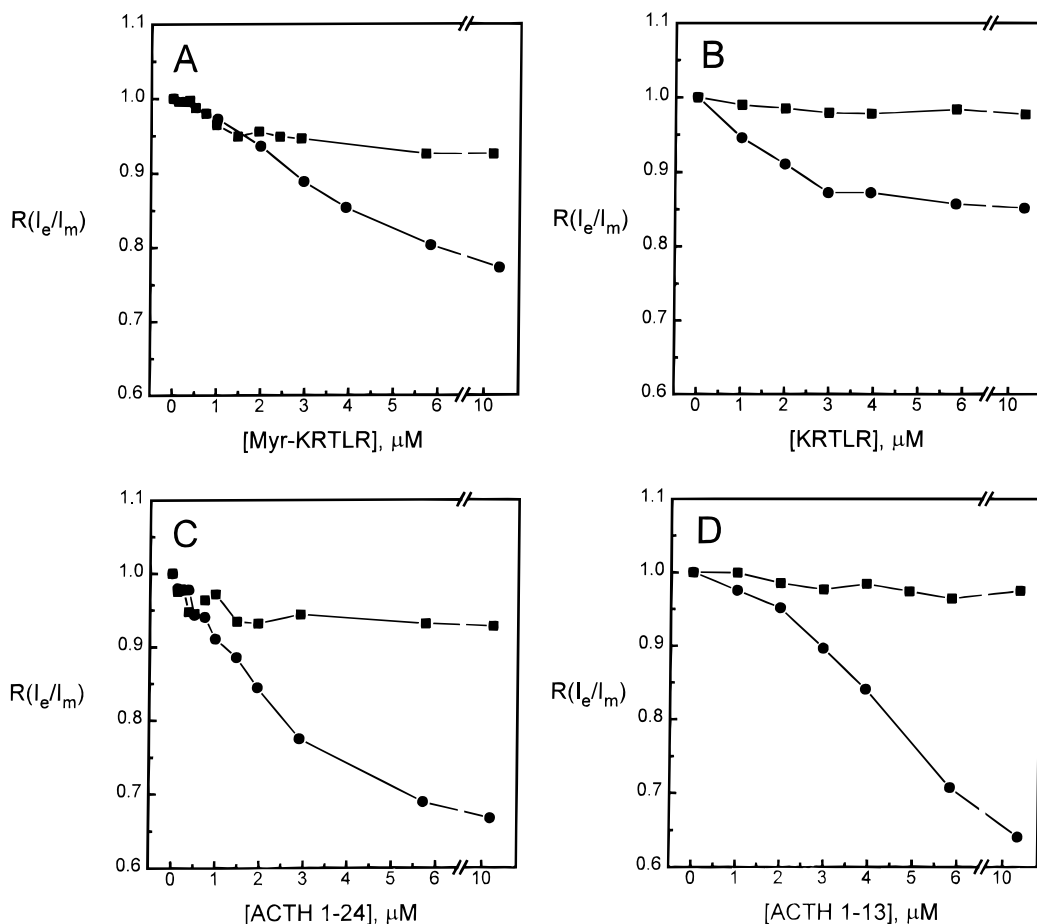 1.1
A
1.0
0.9
R(Ie/Im)
0.8
0.7
0.6
0 1 2 3 4 5 6 10
[Myr-KRTLR], μM
1.1
B
1.0
0.9
R(Ie/Im)
0.8
0.7
0.6
0 1 2 3 4 5 6 10
[KRTLR], μM
1.1
C
1.0
0.9
R(Ie/Im)
0.8
0.7
0.6
0 1 2 3 4 5 6 10
[ACTH 1-24], μM
1.1
D
1.0
0.9
R(Ie/Im)
0.8
0.7
0.6
0 1 2 3 4 5 6 10
[ACTH 1-13], μM